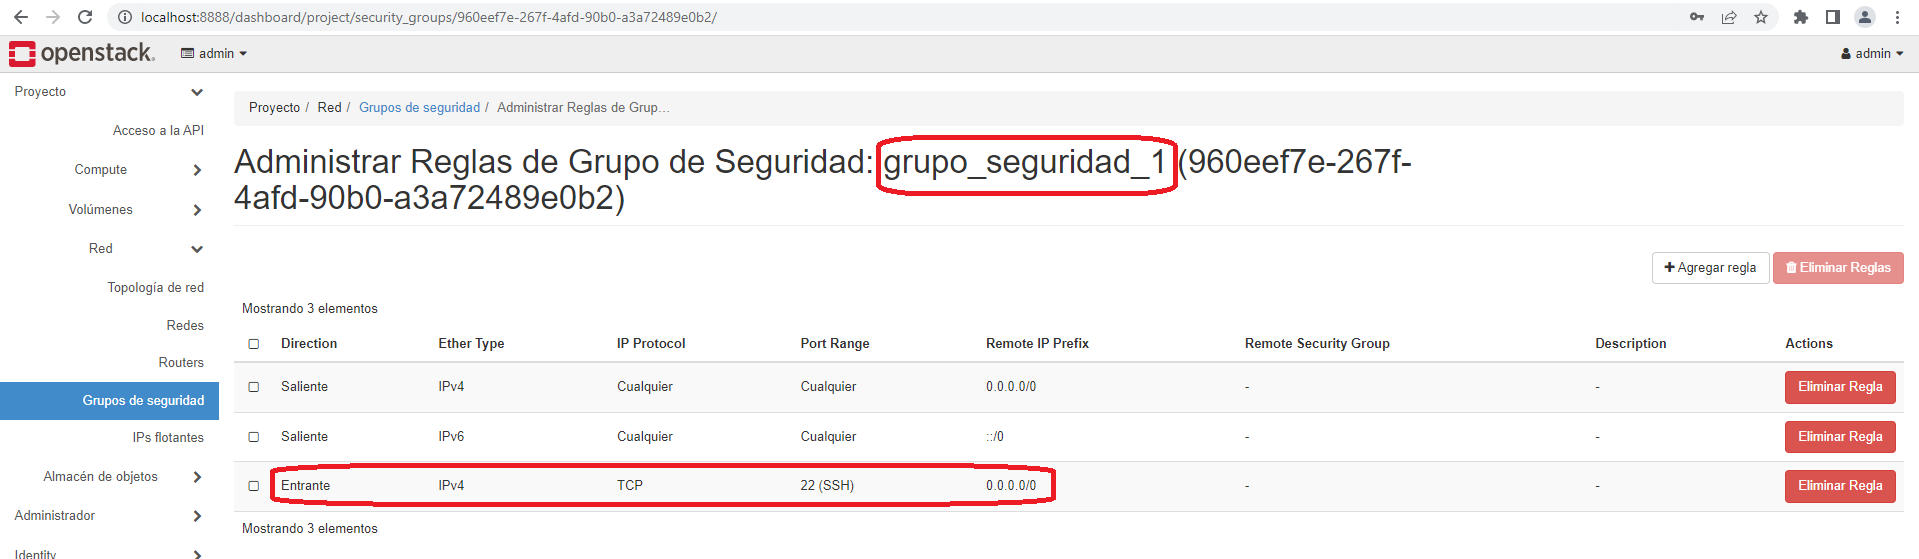 localhost:8888/dashboard/project/security_groups/960eef7e-267f-4afd-90b0-a3a72489e0b2/
openstack.
admin
admin
Proyecto
Acceso a la API
Compute
Volúmenes
Red
Topología de red
Redes
Routers
Grupos de seguridad
IPs flotantes
Almacén de objetos
Administrador
Identity
Proyecto / Red / Grupos de seguridad / Administrar Reglas de Grup…
Administrar Reglas de Grupo de Seguridad: grupo_seguridad_1 (960eef7e-267f-
4afd-90b0-a3a72489e0b2)
+ Agregar regla Eliminar Reglas
Mostrando 3 elementos
Direction Ether Type IP Protocol Port Range Remote IP Prefix Remote Security Group Description Actions
Saliente IPv4 Cualquier Cualquier 0.0.0.0/0 - - Eliminar Regla
Saliente IPv6 Cualquier Cualquier ::/0 - - Eliminar Regla
Entrante IPv4 TCP 22 (SSH) 0.0.0.0/0 - - Eliminar Regla
Mostrando 3 elementos